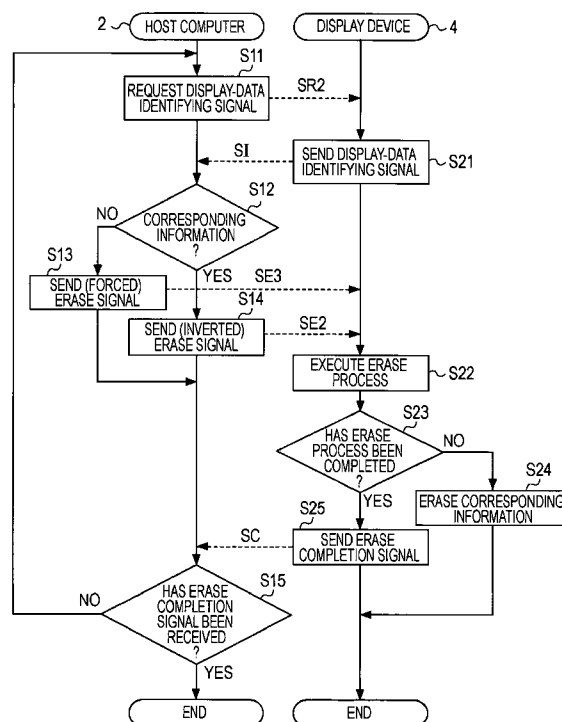 2
HOST COMPUTER
DISPLAY DEVICE
4
S11
REQUEST DISPLAY-DATA
IDENTIFYING SIGNAL
SR2
SI
SEND DISPLAY-DATA
IDENTIFYING SIGNAL
S21
S12
CORRESPONDING
INFORMATION
?
NO
YES
S13
SEND (FORCED)
ERASE SIGNAL
SE3
S14
SEND (INVERTED)
ERASE SIGNAL
SE2
EXECUTE ERASE
PROCESS
S22
S23
HAS ERASE
PROCESS BEEN
COMPLETED
?
NO
YES
S24
ERASE CORRESPONDING
INFORMATION
S25
SEND ERASE
COMPLETION SIGNAL
SC
S15
HAS ERASE
COMPLETION
SIGNAL BEEN
RECEIVED
?
NO
YES
END
END